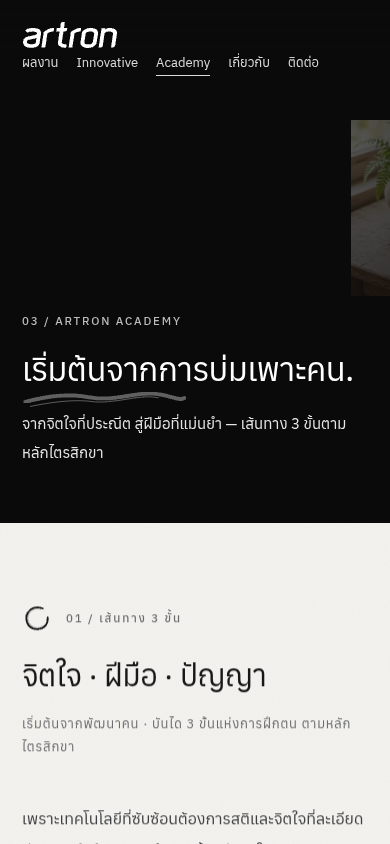 artron
ผลงาน Innovative Academy เกี่ยวกับ ติดต่อ
03 / ARTRON ACADEMY
เริ่มต้นจากการบ่มเพาะคน.
จากจิตใจที่ประณีต สู่ฝีมือที่แม่นยำ — เส้นทาง 3 ขั้นตาม
หลักไตรสิกขา
01 / เส้นทาง 3 ขั้น
จิตใจ · ฝีมือ · ปัญญา
เริ่มต้นจากพัฒนาคน · บันได 3 ขั้นแห่งการฝึกตน ตามหลัก
ไตรสิกขา
เพราะเทคโนโลยีที่ซับซ้อนต้องการสติและจิตใจที่ละเอียด